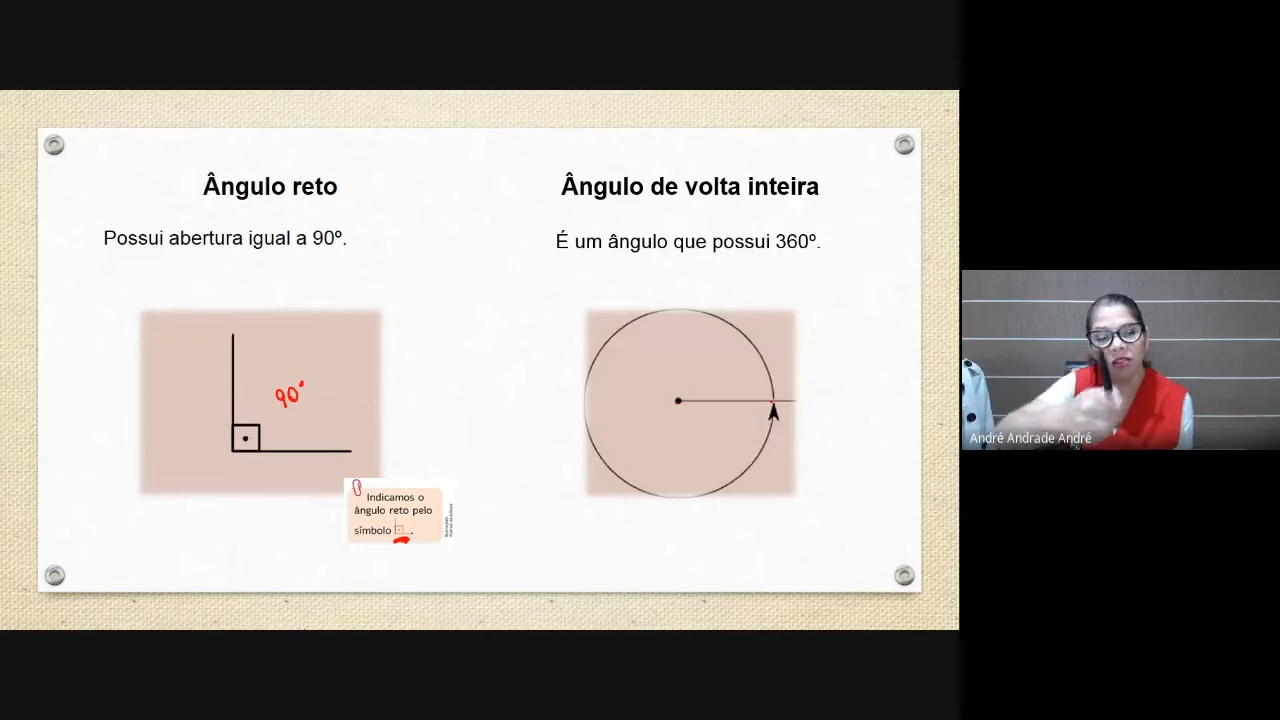 Ângulo reto
Possui abertura igual a 90º.
90°
Indicamos o
ângulo reto pelo
símbolo .
Ângulo de volta inteira
É um ângulo que possui 360º.
André Andrade André